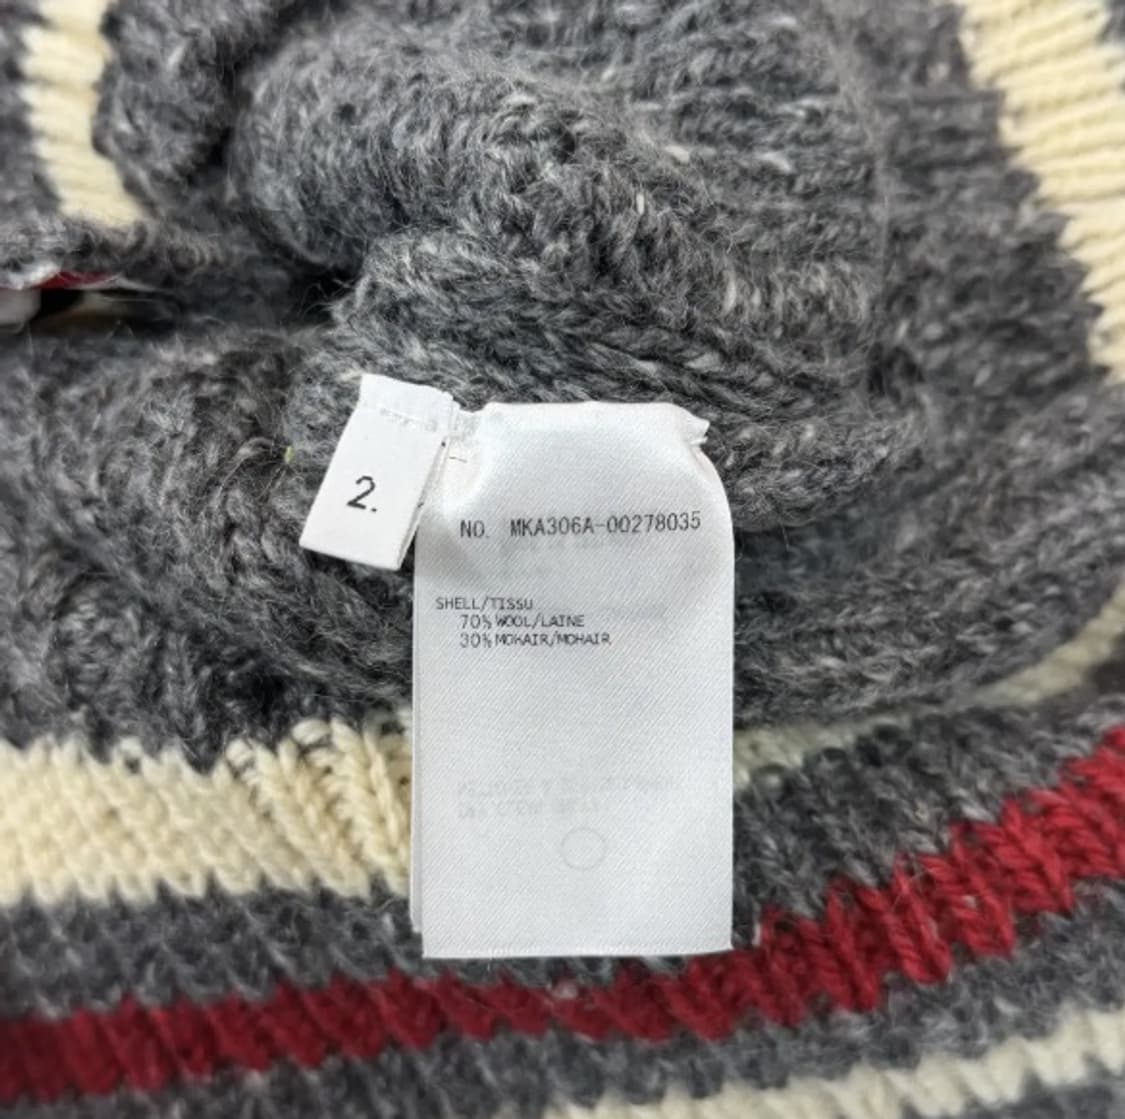 2.
NO. MKA306A-00278035
SHELL/TISSU
70% WOOL/LAINE
30% MOHAIR/MOHAIR